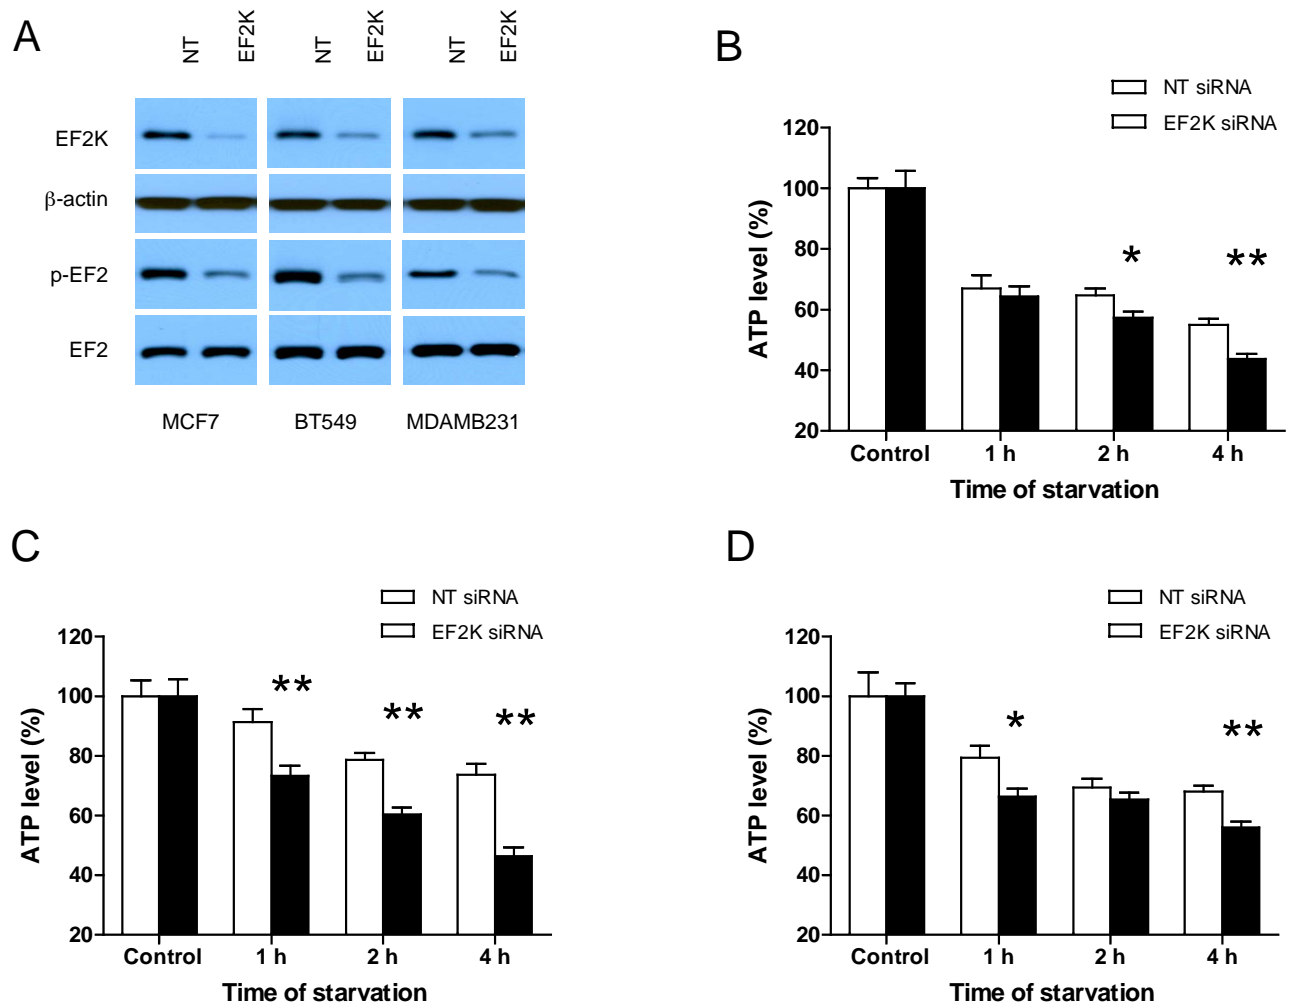 A
NT
EF2K
NT
EF2K
NT
EF2K
EF2K
β-actin
p-EF2
EF2
MCF7
BT549
MDAMB231
B
NT siRNA
EF2K siRNA
120
100
80
60
40
20
ATP level (%)
*
**
Control
1 h
2 h
4 h
Time of starvation
C
NT siRNA
EF2K siRNA
120
100
80
60
40
20
ATP level (%)
**
**
**
Control
1 h
2 h
4 h
Time of starvation
D
NT siRNA
EF2K siRNA
120
100
80
60
40
20
ATP level (%)
*
**
Control
1 h
2 h
4 h
Time of starvation